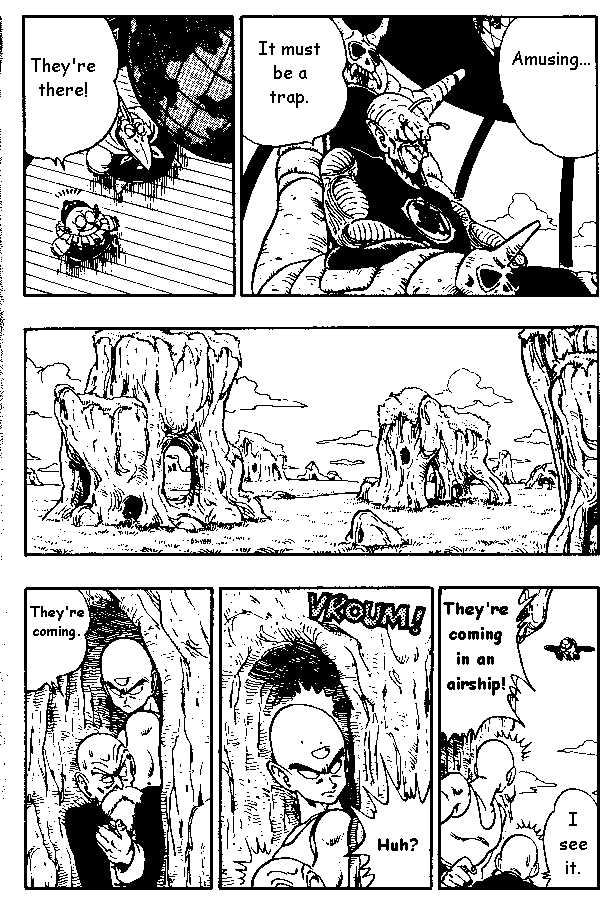 They're
there!
It must
be a
trap.
Amusing...
They're
coming.
VROUM!
Huh?
They're
coming
in an
airship!
I
see
it.